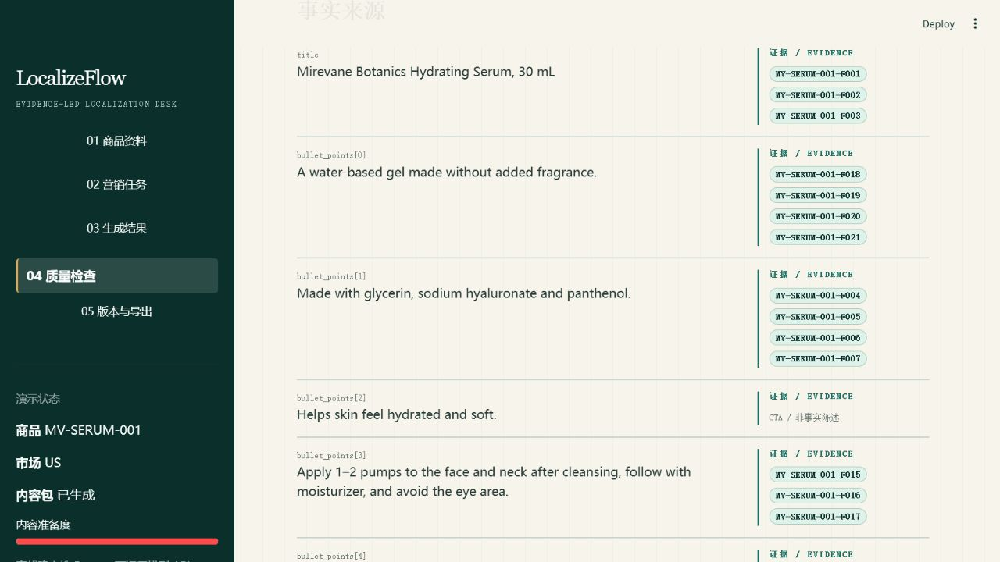 LocalizeFlow
EVIDENCE-LED LOCALIZATION DESK
01 商品资料
02 营销任务
03 生成结果
04 质量检查
05 版本与导出
演示状态
商品 MV-SERUM-001
市场 US
内容包 已生成
内容准备度
Deploy
事实来源
title
Mirevane Botanics Hydrating Serum, 30 mL
证据 / EVIDENCE
MV-SERUM-001-F001
MV-SERUM-001-F002
MV-SERUM-001-F003
bullet_points[0]
A water-based gel made without added fragrance.
证据 / EVIDENCE
MV-SERUM-001-F018
MV-SERUM-001-F019
MV-SERUM-001-F020
MV-SERUM-001-F021
bullet_points[1]
Made with glycerin, sodium hyaluronate and panthenol.
证据 / EVIDENCE
MV-SERUM-001-F004
MV-SERUM-001-F005
MV-SERUM-001-F006
MV-SERUM-001-F007
bullet_points[2]
Helps skin feel hydrated and soft.
证据 / EVIDENCE
CTA / 非事实陈述
bullet_points[3]
Apply 1–2 pumps to the face and neck after cleansing, follow with
moisturizer, and avoid the eye area.
证据 / EVIDENCE
MV-SERUM-001-F015
MV-SERUM-001-F016
MV-SERUM-001-F017
bullet_points[4]
证据 / EVIDENCE